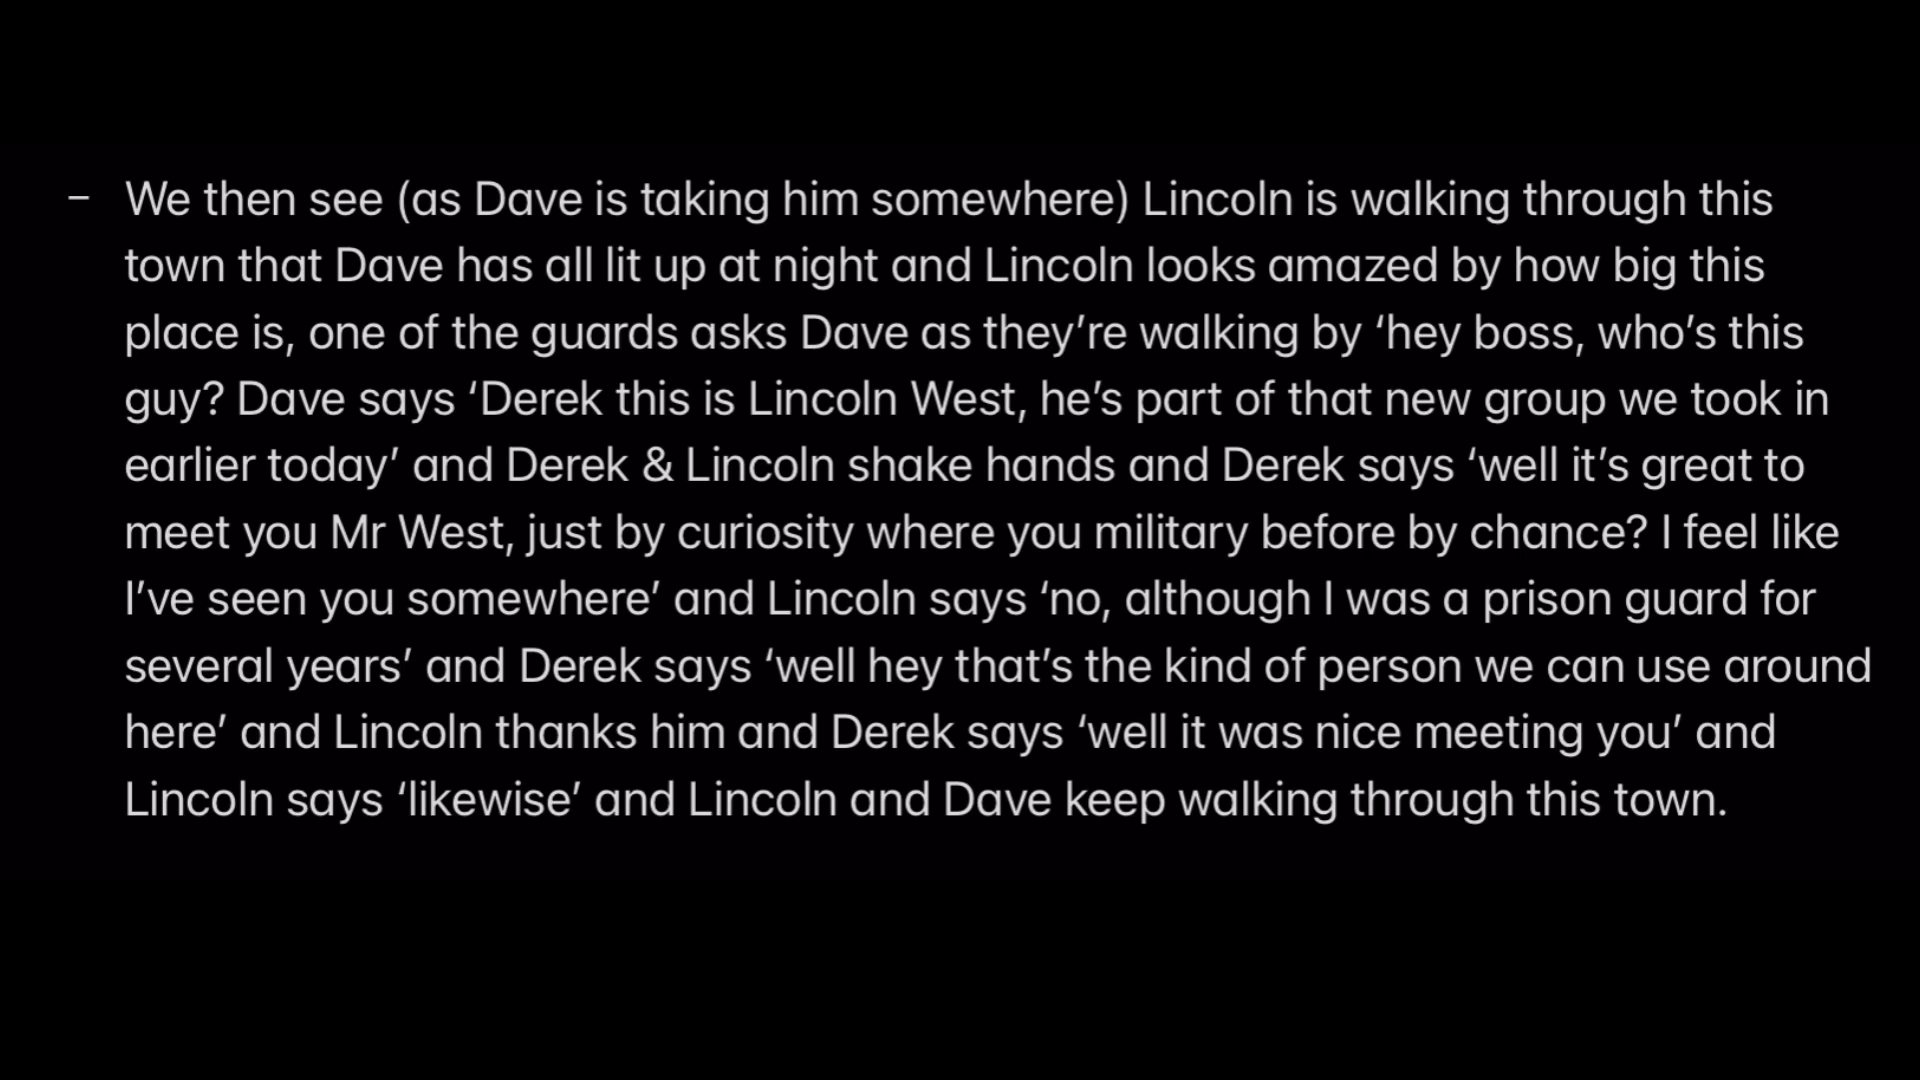 – We then see (as Dave is taking him somewhere) Lincoln is walking through this
town that Dave has all lit up at night and Lincoln looks amazed by how big this
place is, one of the guards asks Dave as they’re walking by ‘hey boss, who’s this
guy? Dave says ‘Derek this is Lincoln West, he’s part of that new group we took in
earlier today’ and Derek & Lincoln shake hands and Derek says ‘well it’s great to
meet you Mr West, just by curiosity where you military before by chance? I feel like
I’ve seen you somewhere’ and Lincoln says ‘no, although I was a prison guard for
several years’ and Derek says ‘well hey that’s the kind of person we can use around
here’ and Lincoln thanks him and Derek says ‘well it was nice meeting you’ and
Lincoln says ‘likewise’ and Lincoln and Dave keep walking through this town.